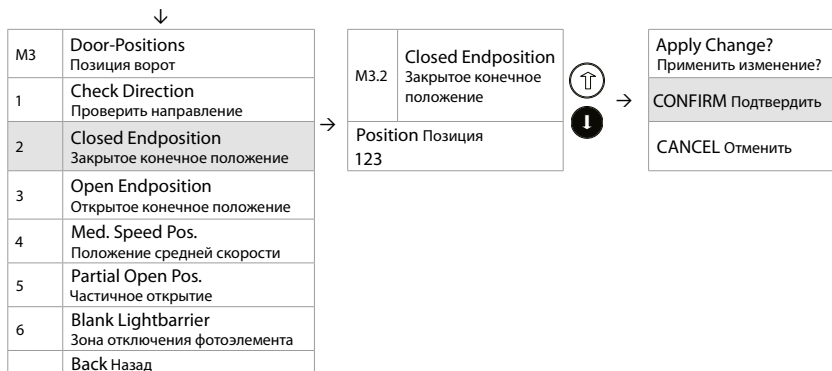 ↓
M3
Door-Positions
Позиция ворот
1
Check Direction
Проверить направление
2
Closed Endposition
Закрытое конечное положение
3
Open Endposition
Открытое конечное положение
4
Med. Speed Pos.
Положение средней скорости
5
Partial Open Pos.
Частичное открытие
6
Blank Lightbarrier
Зона отключения фотоэлемента
Back Назад
→
M3.2
Closed Endposition
Закрытое конечное
положение
Position Позиция
123
⇧
⬇
→
Apply Change?
Применить изменение?
CONFIRM Подтвердить
CANCEL Отменить